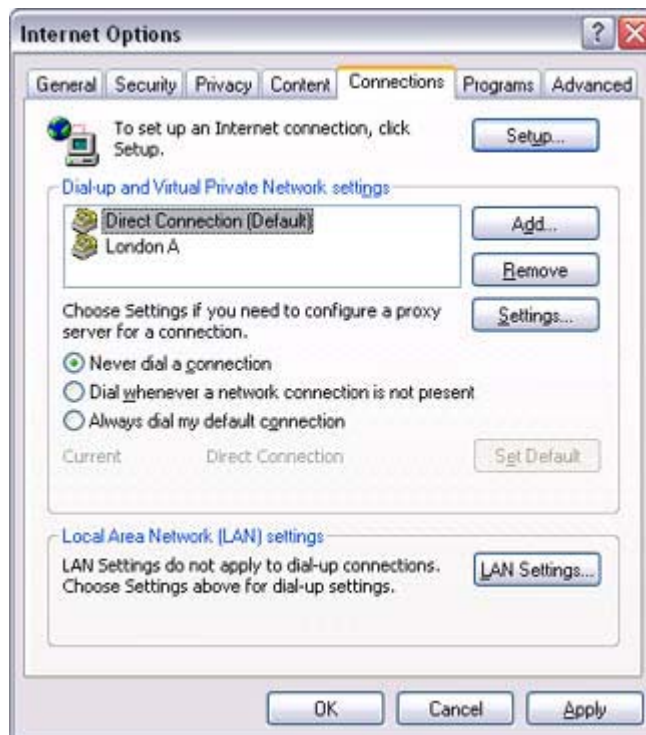 Internet Options
?
General Security Privacy Content Connections Programs Advanced
To set up an Internet connection, click
Setup.
Setup...
Dial-up and Virtual Private Network settings
Direct Connection (Default)
London A
Add...
Remove
Choose Settings if you need to configure a proxy
server for a connection.
Settings...
Never dial a connection
Dial whenever a network connection is not present
Always dial my default connection
Current Direct Connection Set Default
Local Area Network (LAN) settings
LAN Settings do not apply to dial-up connections.
Choose Settings above for dial-up settings.
LAN Settings...
OK Cancel Apply